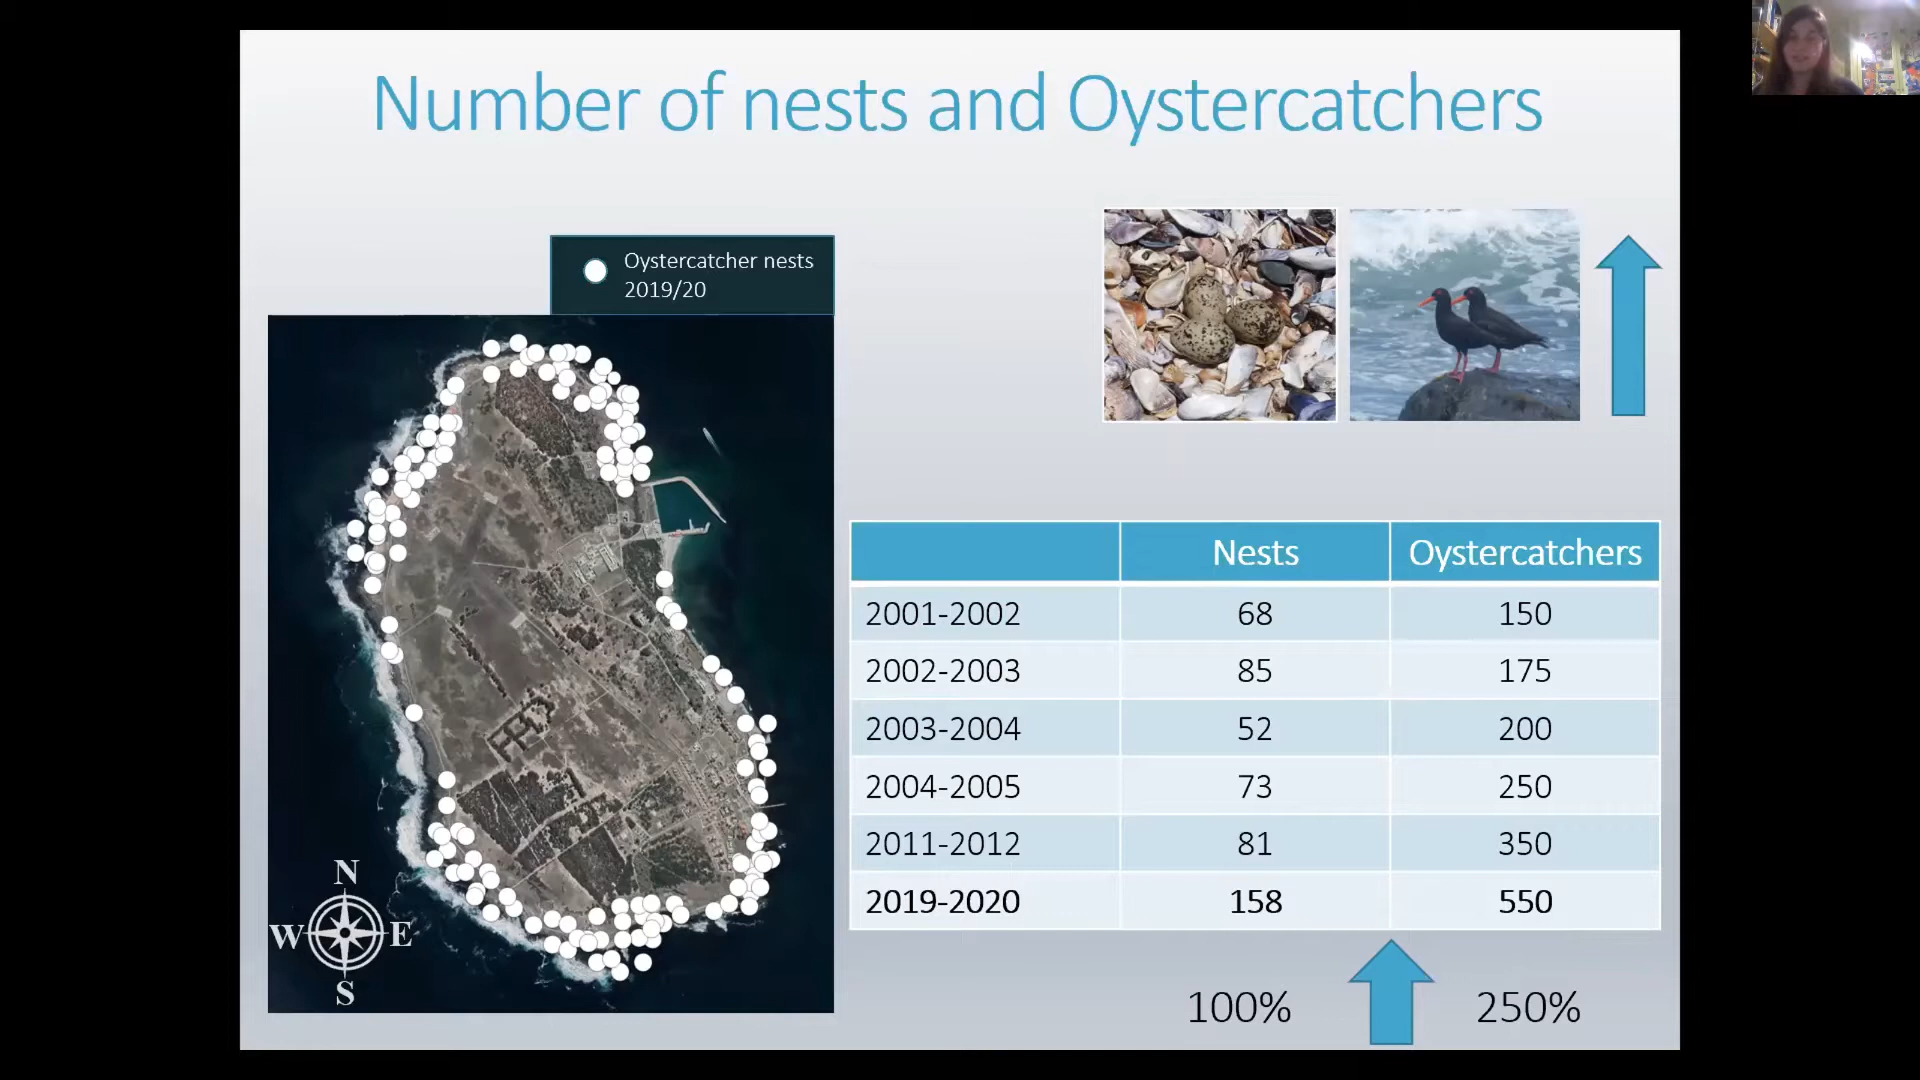 Number of nests and Oystercatchers
Oystercatcher nests
2019/20
N
W E
S
Nests Oystercatchers
2001-2002 68 150
2002-2003 85 175
2003-2004 52 200
2004-2005 73 250
2011-2012 81 350
2019-2020 158 550
100% 250%